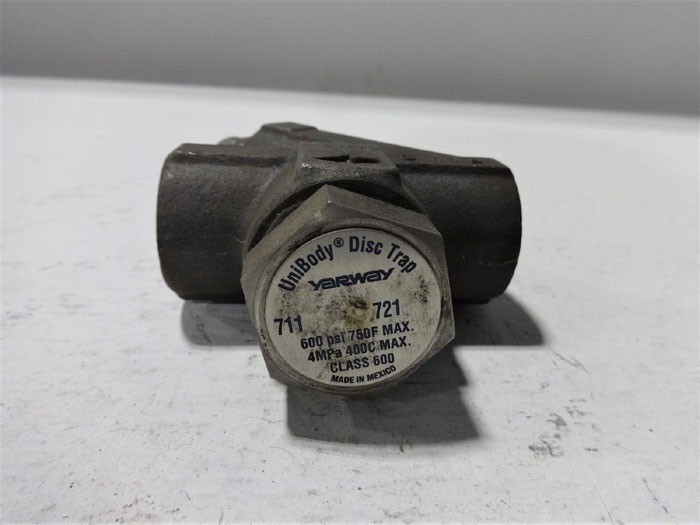 UniBody® Disc Trap
YARWAY
711 721
600 psi 750F MAX.
4MPa 400C MAX.
CLASS 600
MADE IN MEXICO